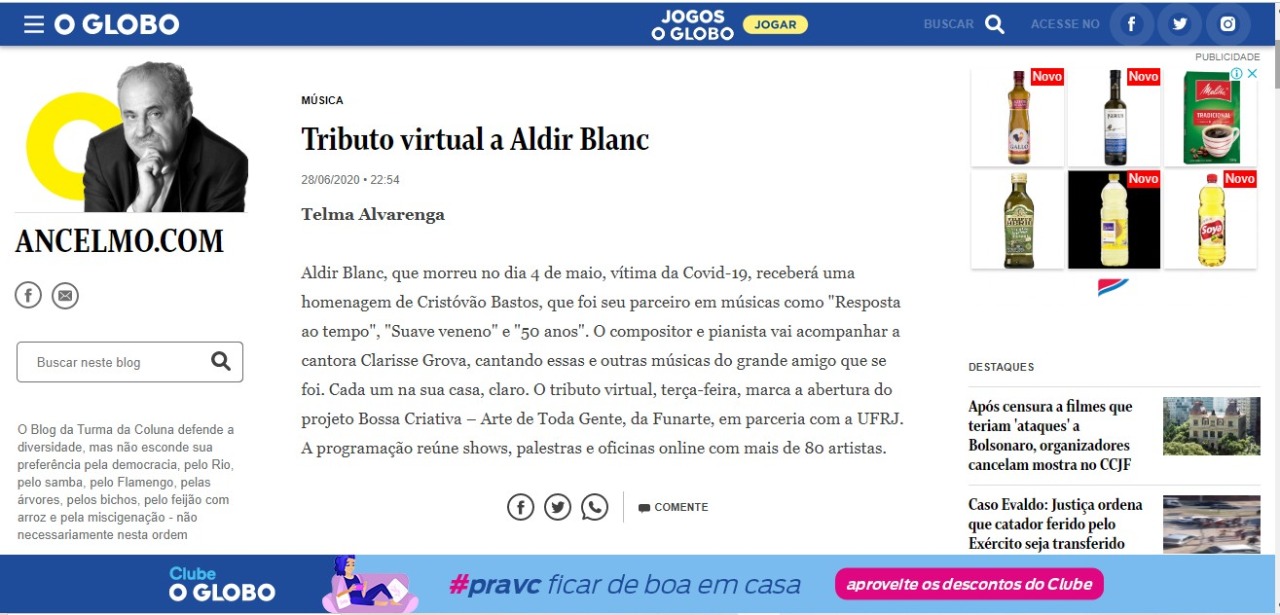 O GLOBO
JOGOS
O GLOBO
JOGAR
BUSCAR
ACESSE NO
PUBLICIDADE
ANCELMO.COM
Buscar neste blog
O Blog da Turma da Coluna defende a
diversidade, mas não esconde sua
preferência pela democracia, pelo Rio,
pelo samba, pelo Flamengo, pelas
árvores, pelos bichos, pelo feijão com
arroz e pela miscigenação - não
necessariamente nesta ordem
MÚSICA
Tributo virtual a Aldir Blanc
28/06/2020 • 22:54
Telma Alvarenga
Aldir Blanc, que morreu no dia 4 de maio, vítima da Covid-19, receberá uma
homenagem de Cristóvão Bastos, que foi seu parceiro em músicas como "Resposta
ao tempo", "Suave veneno" e "50 anos". O compositor e pianista vai acompanhar a
cantora Clarisse Grova, cantando essas e outras músicas do grande amigo que se
foi. Cada um na sua casa, claro. O tributo virtual, terça-feira, marca a abertura do
projeto Bossa Criativa – Arte de Toda Gente, da Funarte, em parceria com a UFRJ.
A programação reúne shows, palestras e oficinas online com mais de 80 artistas.
COMENTE
Novo
Novo
GALLO
Melitta
TRADICIONAL
Novo
Novo
Soya
DESTAQUES
Após censura a filmes que
teriam 'ataques' a
Bolsonaro, organizadores
cancelam mostra no CCJF
Caso Evaldo: Justiça ordena
que catador ferido pelo
Exército seja transferido
Clube
O GLOBO
#pravc ficar de boa em casa
aproveite os descontos do Clube